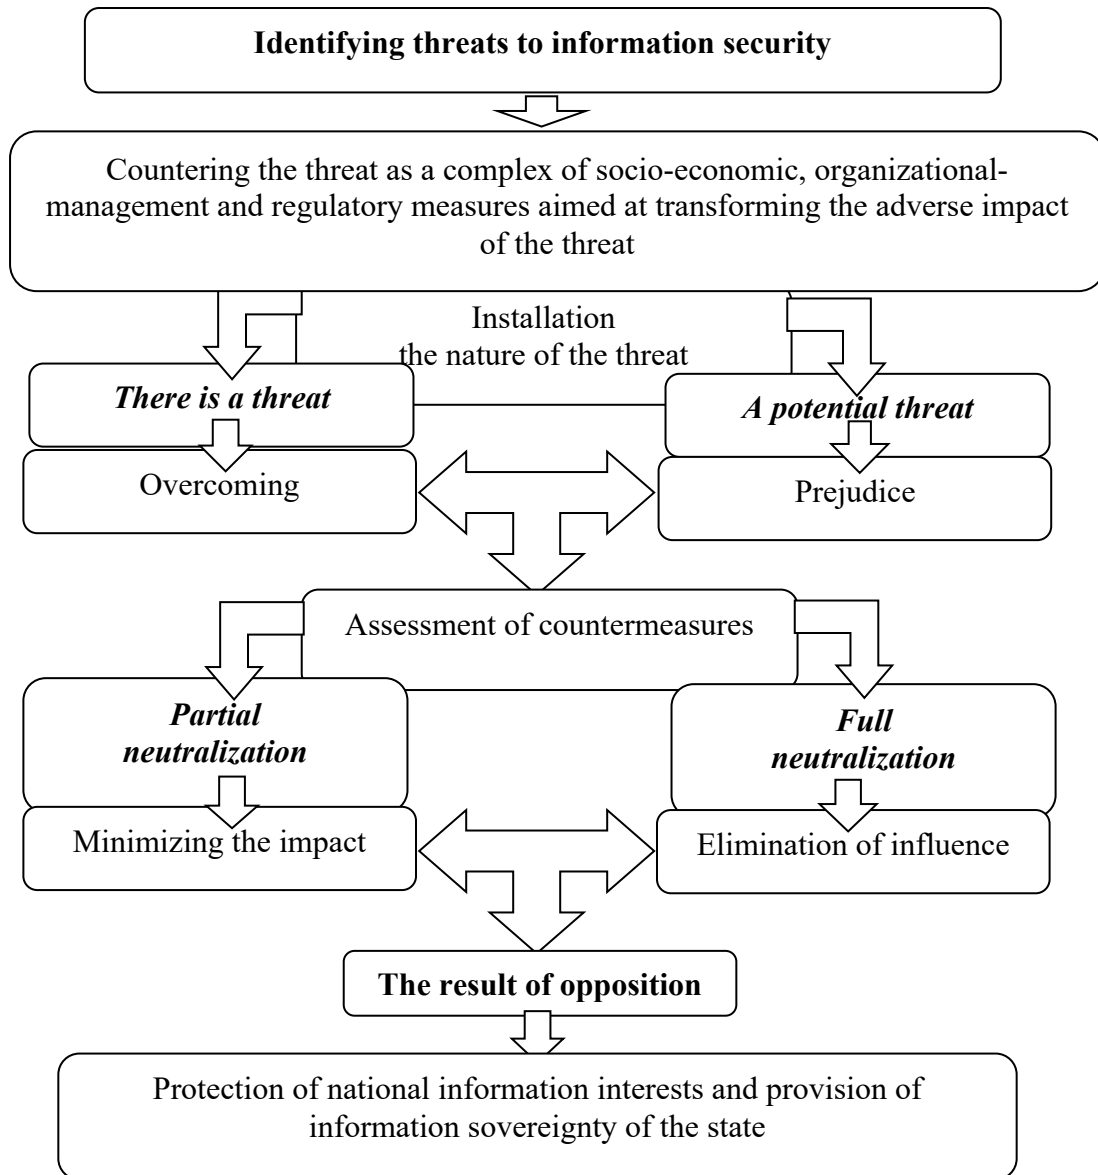 Identifying threats to information security
Countering the threat as a complex of socio-economic, organizational-
management and regulatory measures aimed at transforming the adverse impact
of the threat
Installation
the nature of the threat
There is a threat
A potential threat
Overcoming
Prejudice
Assessment of countermeasures
Partial
neutralization
Full
neutralization
Minimizing the impact
Elimination of influence
The result of opposition
Protection of national information interests and provision of
information sovereignty of the state